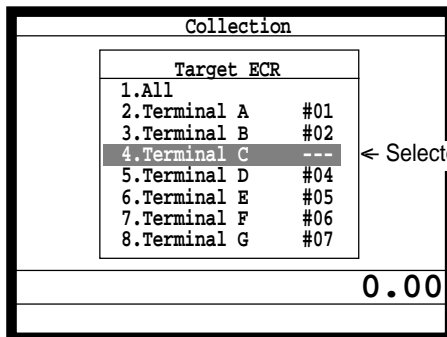 Collection
Target ECR
1.All
2.Terminal A #01
3.Terminal B #02
4.Terminal C --- ← Select
5.Terminal D #04
6.Terminal E #05
7.Terminal F #06
8.Terminal G #07
0.00